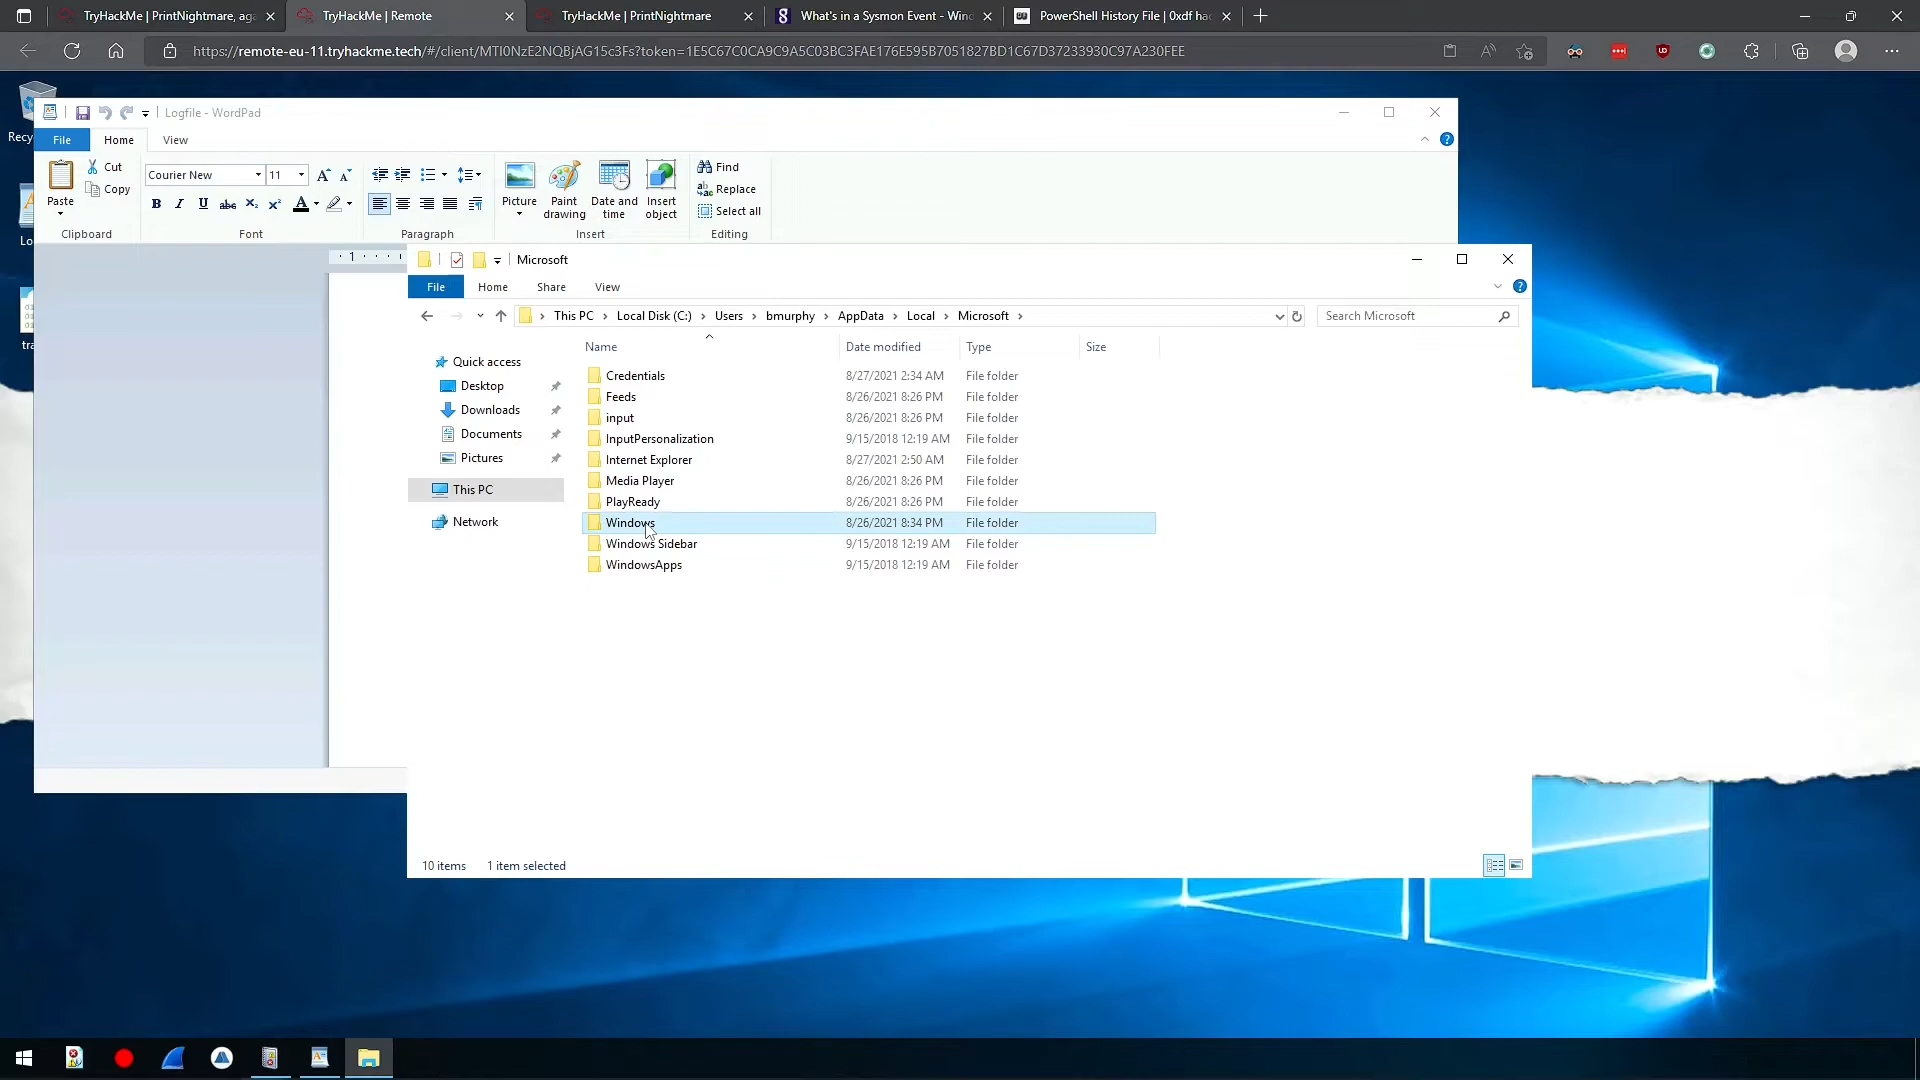 TryHackMe | PrintNightmare, aga
TryHackMe | Remote
TryHackMe | PrintNightmare
What's in a Sysmon Event - Wind
PowerShell History File | 0xdf hac
https://remote-eu-11.tryhackme.tech/#/client/MTI0NzE2NQBjAG15c3Fs?token=1E5C67C0CA9C9A5C03BC3FAE176E595B7051827BD1C67D37233930C97A230FEE
Recy
Lo
tra
Logfile - WordPad
File Home View
Paste
Cut
Copy
Clipboard
Courier New 11
Font
Paragraph
Picture
Paint drawing
Date and time
Insert object
Insert
Find
Replace
Select all
Editing
1
Microsoft
File Home Share View
This PC > Local Disk (C:) > Users > bmurphy > AppData > Local > Microsoft >
Search Microsoft
Quick access
Desktop
Downloads
Documents
Pictures
This PC
Network
Name Date modified Type Size
Credentials 8/27/2021 2:34 AM File folder
Feeds 8/26/2021 8:26 PM File folder
input 8/26/2021 8:26 PM File folder
InputPersonalization 9/15/2018 12:19 AM File folder
Internet Explorer 8/27/2021 2:50 AM File folder
Media Player 8/26/2021 8:26 PM File folder
PlayReady 8/26/2021 8:26 PM File folder
Windows 8/26/2021 8:34 PM File folder
Windows Sidebar 9/15/2018 12:19 AM File folder
WindowsApps 9/15/2018 12:19 AM File folder
10 items 1 item selected